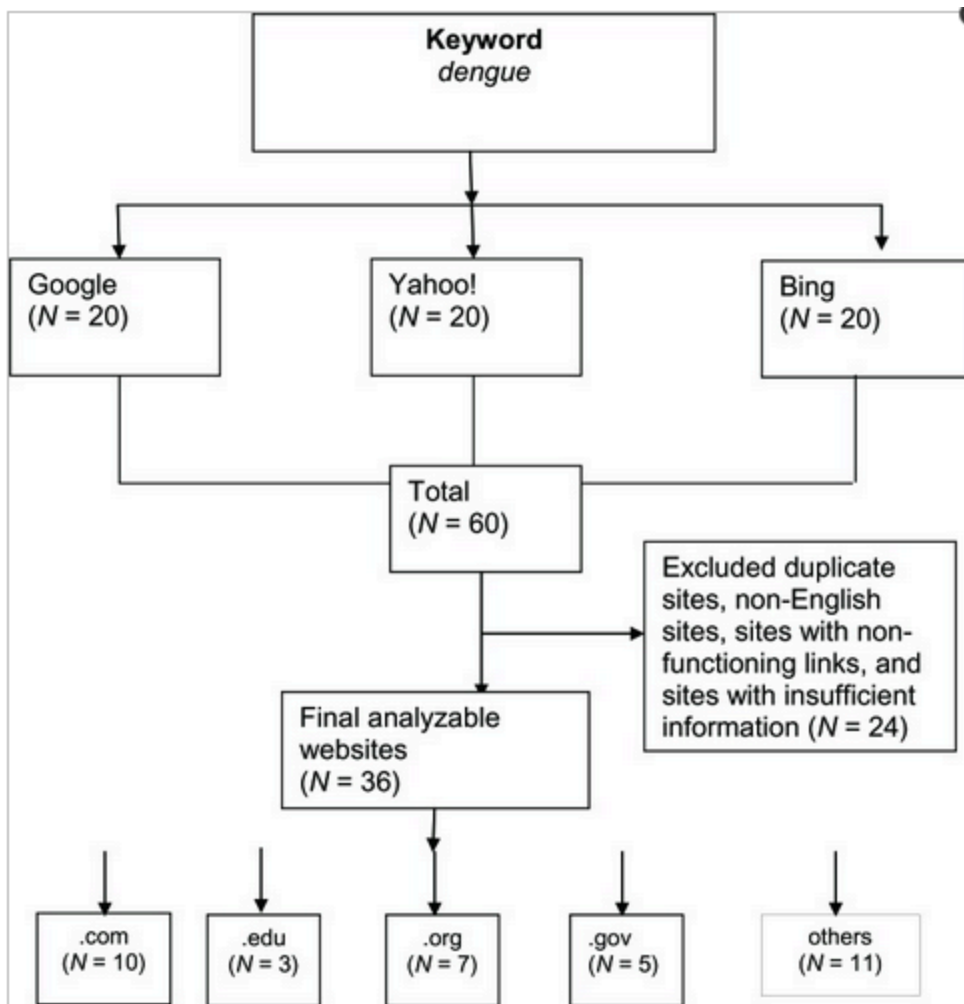 Keyword
dengue
Google
(N = 20)
Yahoo!
(N = 20)
Bing
(N = 20)
Total
(N = 60)
Excluded duplicate
sites, non-English
sites, sites with non-
functioning links, and
sites with insufficient
information (N = 24)
Final analyzable
websites
(N = 36)
.com
(N = 10)
.edu
(N = 3)
.org
(N = 7)
.gov
(N = 5)
others
(N = 11)